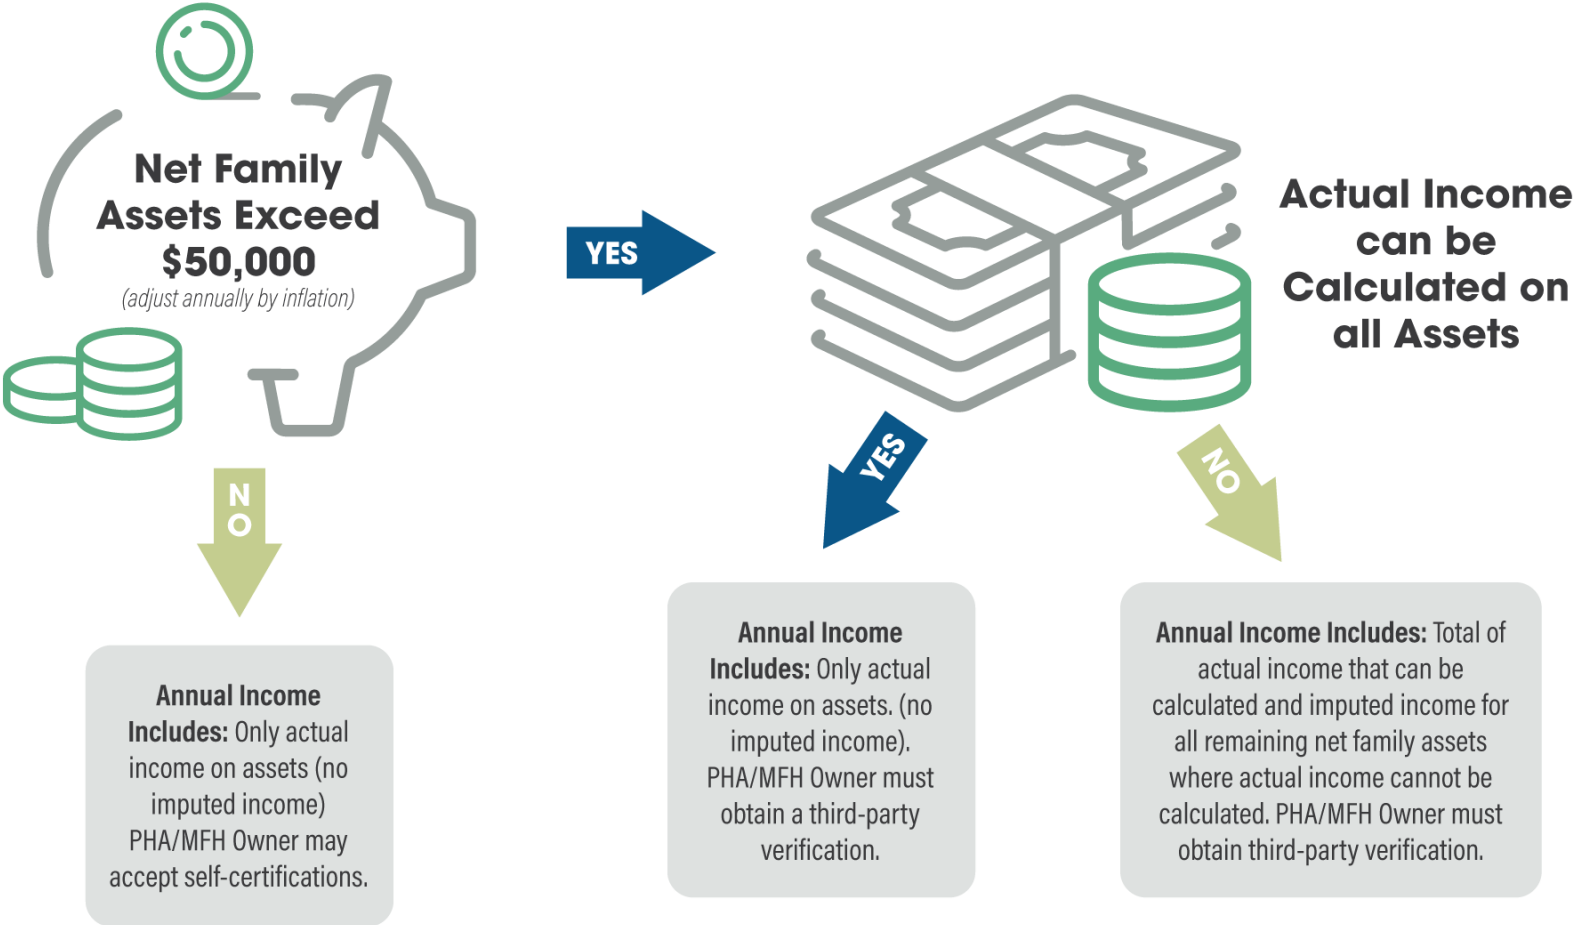 Net Family
Assets Exceed
$50,000
(adjust annually by inflation)
YES
Actual Income
can be
Calculated on
all Assets
NO
YES
NO
Annual Income
Includes: Only actual
income on assets (no
imputed income)
PHA/MFH Owner may
accept self-certifications.
Annual Income
Includes: Only actual
income on assets. (no
imputed income).
PHA/MFH Owner must
obtain a third-party
verification.
Annual Income Includes: Total of
actual income that can be
calculated and imputed income for
all remaining net family assets
where actual income cannot be
calculated. PHA/MFH Owner must
obtain third-party verification.